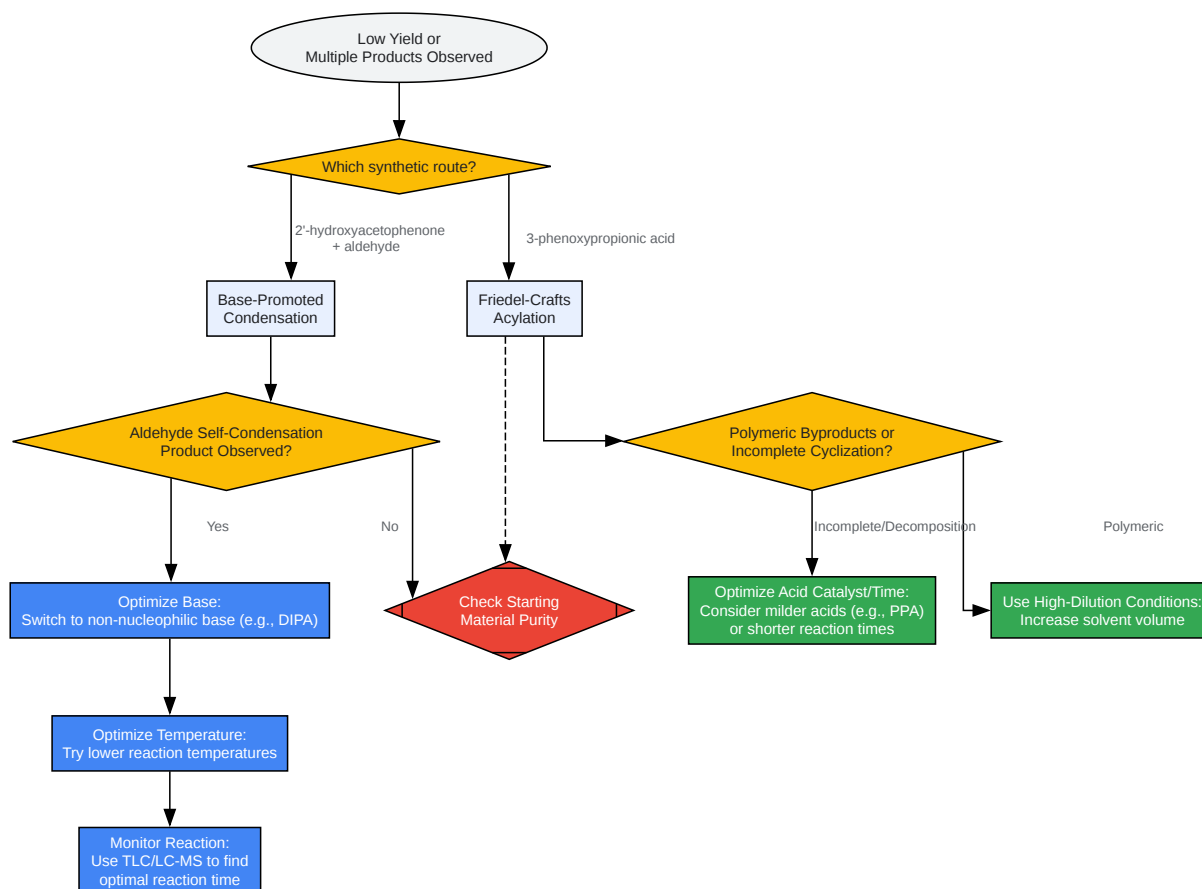 Low Yield or
Multiple Products Observed
Which synthetic route?
2'-hydroxyacetophenone
+ aldehyde
3-phenoxypropionic acid
Base-Promoted
Condensation
Friedel-Crafts
Acylation
Aldehyde Self-Condensation
Product Observed?
Polymeric Byproducts or
Incomplete Cyclization?
Yes
No
Incomplete/Decomposition
Polymeric
Optimize Base:
Switch to non-nucleophilic base (e.g., DIPA)
Check Starting
Material Purity
Optimize Acid Catalyst/Time:
Consider milder acids (e.g., PPA)
or shorter reaction times
Use High-Dilution Conditions:
Increase solvent volume
Optimize Temperature:
Try lower reaction temperatures
Monitor Reaction:
Use TLC/LC-MS to find
optimal reaction time